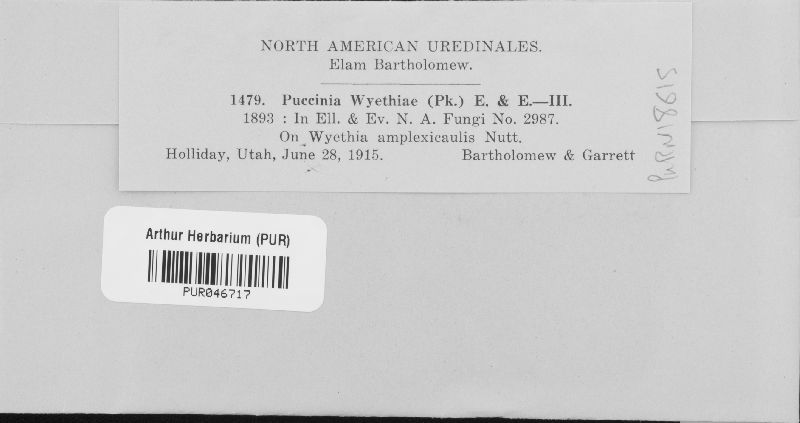 NORTH AMERICAN UREDINALES.
Elam Bartholomew.
1479. Puccinia Wyethiae (Pk.) E. & E.—III.
1893 : In Ell. & Ev. N. A. Fungi No. 2987.
On Wyethia amplexicaulis Nutt.
Holliday, Utah, June 28, 1915. Bartholomew & Garrett
PURN18615
Arthur Herbarium (PUR)
PUR046717